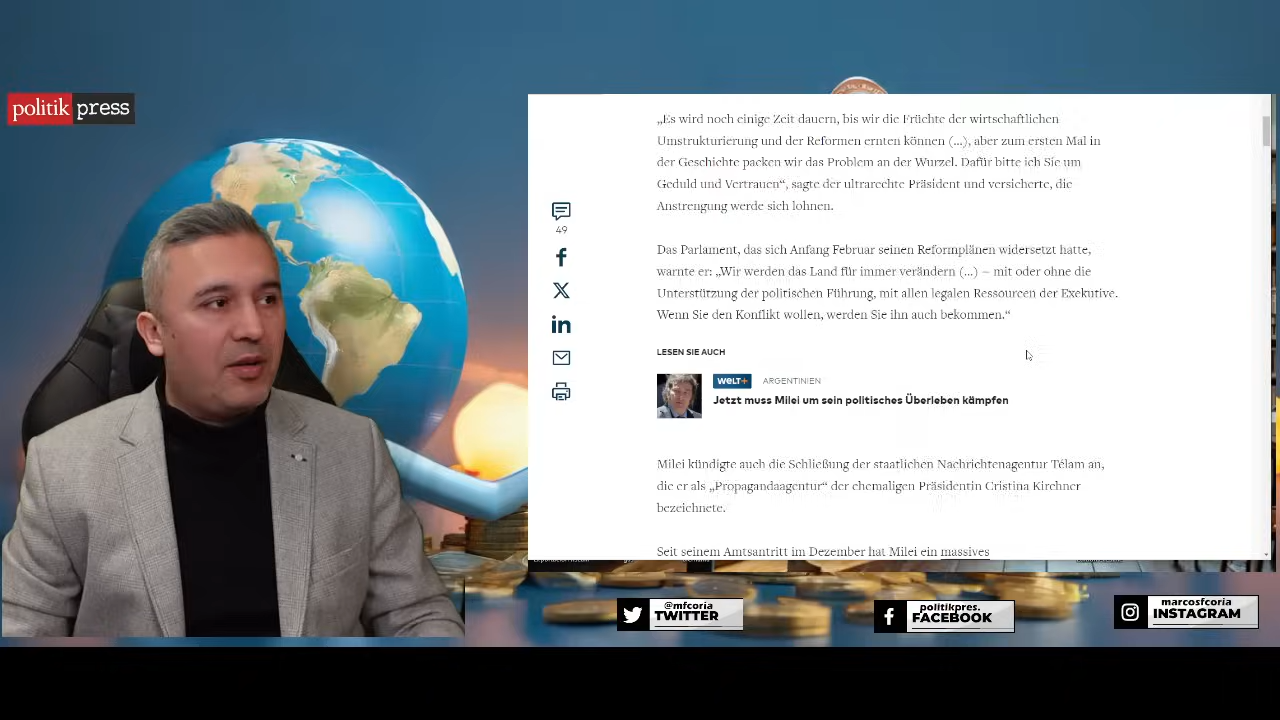 politik press
„Es wird noch einige Zeit dauern, bis wir die Früchte der wirtschaftlichen
Umstrukturierung und der Reformen ernten können (...), aber zum ersten Mal in
der Geschichte packen wir das Problem an der Wurzel. Dafür bitte ich Sie um
Geduld und Vertrauen“, sagte der ultrarechte Präsident und versicherte, die
Anstrengung werde sich lohnen.
49
Das Parlament, das sich Anfang Februar seinen Reformplänen widersetzt hatte,
warnte er: „Wir werden das Land für immer verändern (...) – mit oder ohne die
Unterstützung der politischen Führung, mit allen legalen Ressourcen der Exekutive.
Wenn Sie den Konflikt wollen, werden Sie ihn auch bekommen.“
LESEN SIE AUCH
WELT+ ARGENTINIEN
Jetzt muss Milei um sein politisches Überleben kämpfen
Milei kündigte auch die Schließung der staatlichen Nachrichtenagentur Télam an,
die er als „Propagandaagentur“ der ehemaligen Präsidentin Cristina Kirchner
bezeichnete.
Seit seinem Amtsantritt im Dezember hat Milei ein massives
@mfcoria
TWITTER
politikpres.
FACEBOOK
marcosfcoria
INSTAGRAM